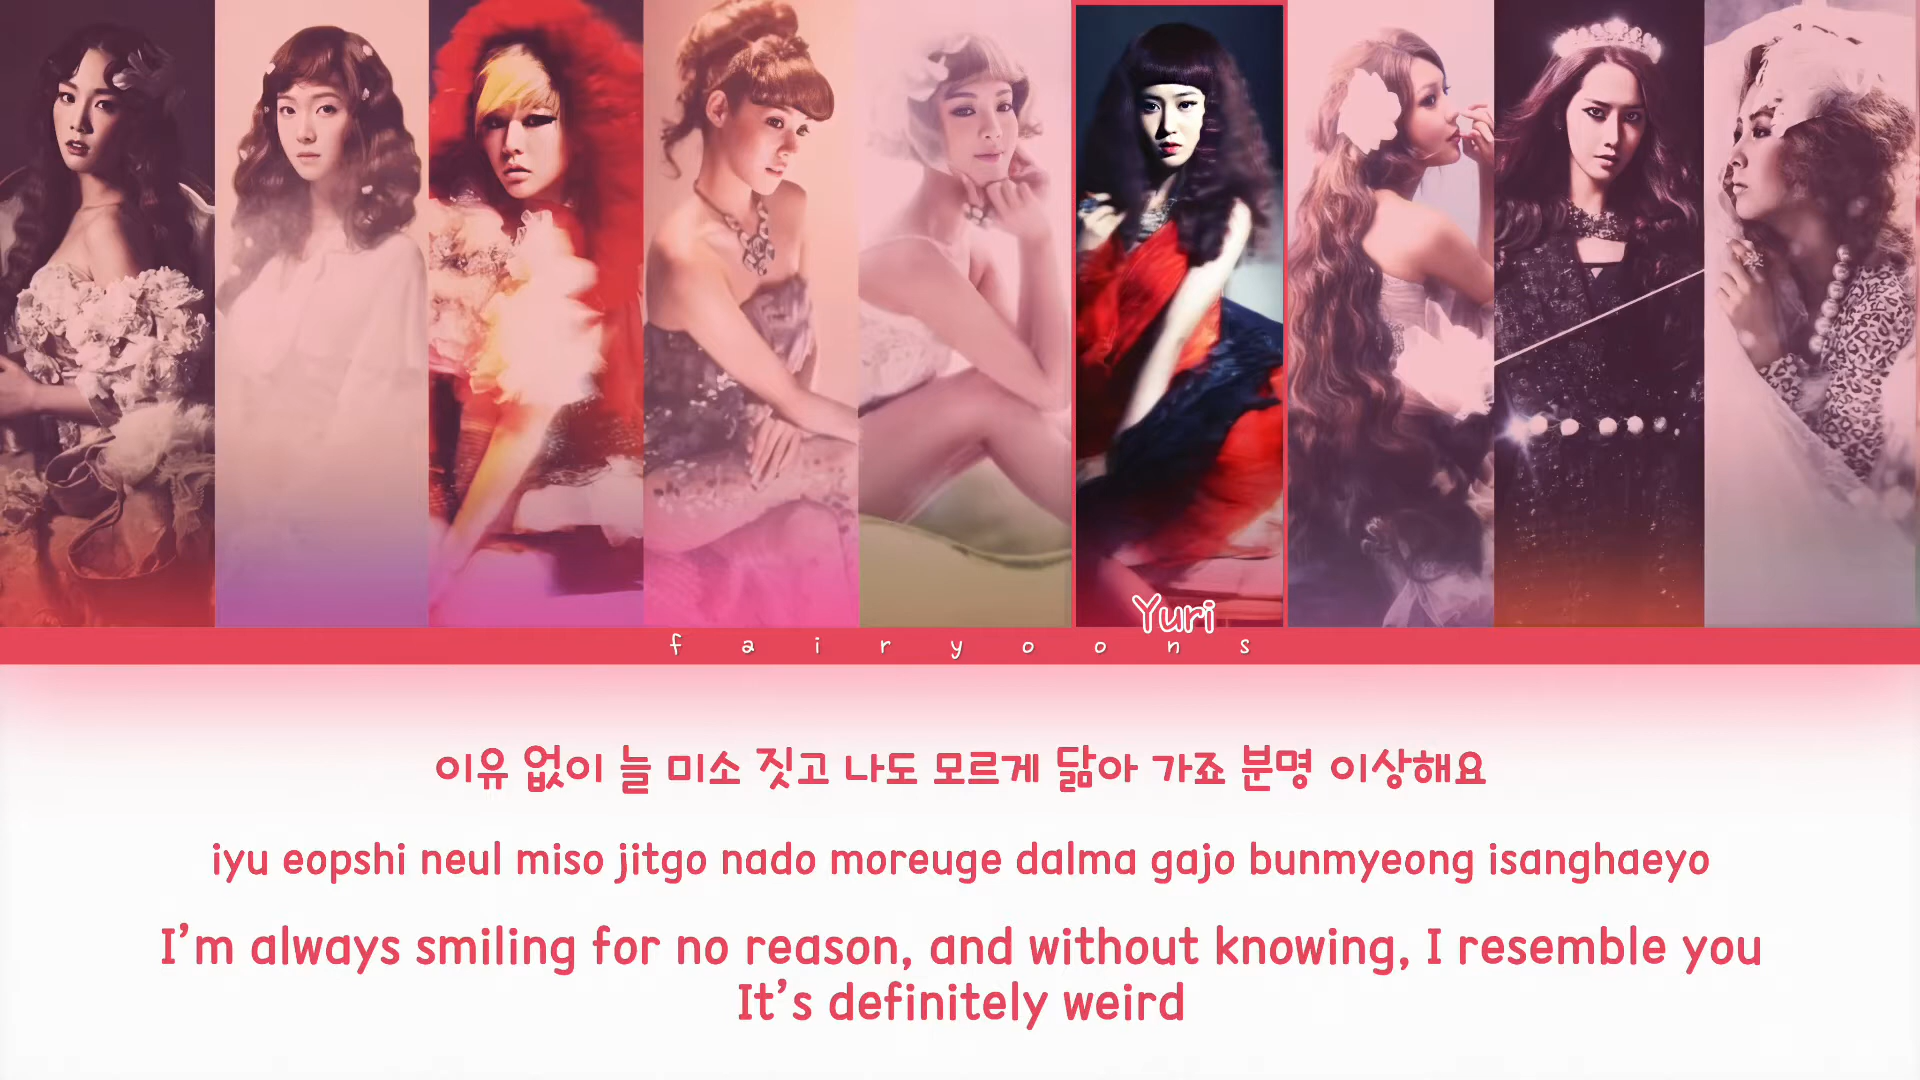 Yuri
fairyoons
이유 없이 늘 미소 짓고 나도 모르게 닮아 가죠 분명 이상해요
iyu eopshi neul miso jitgo nado moreuge dalma gajo bunmyeong isanghaeyo
I'm always smiling for no reason, and without knowing, I resemble you
It's definitely weird